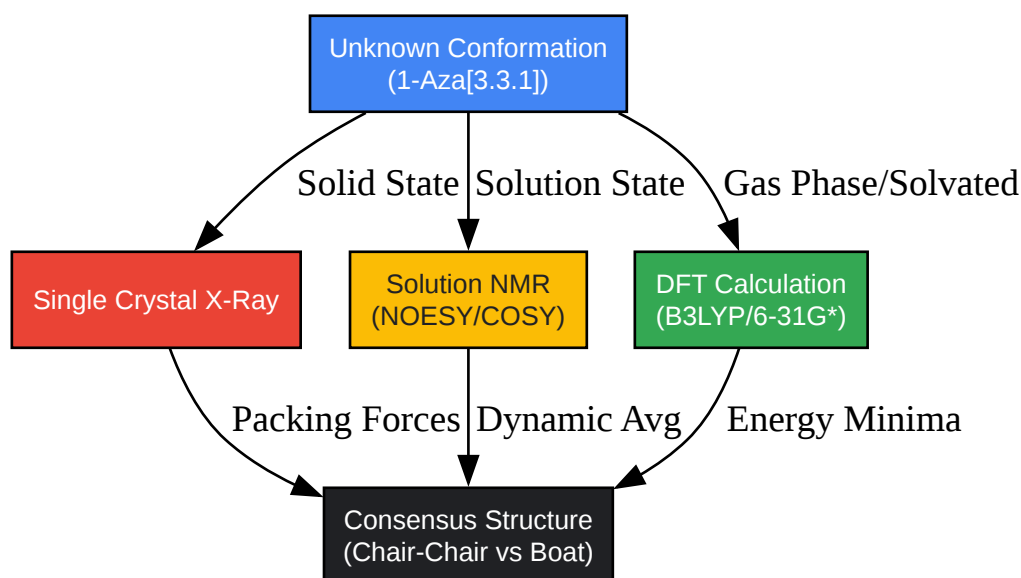 Unknown Conformation
(1-Aza[3.3.1])
Solid State
Solution State
Gas Phase/Solvated
Single Crystal X-Ray
Solution NMR
(NOESY/COSY)
DFT Calculation
(B3LYP/6-31G*)
Packing Forces
Dynamic Avg
Energy Minima
Consensus Structure
(Chair-Chair vs Boat)